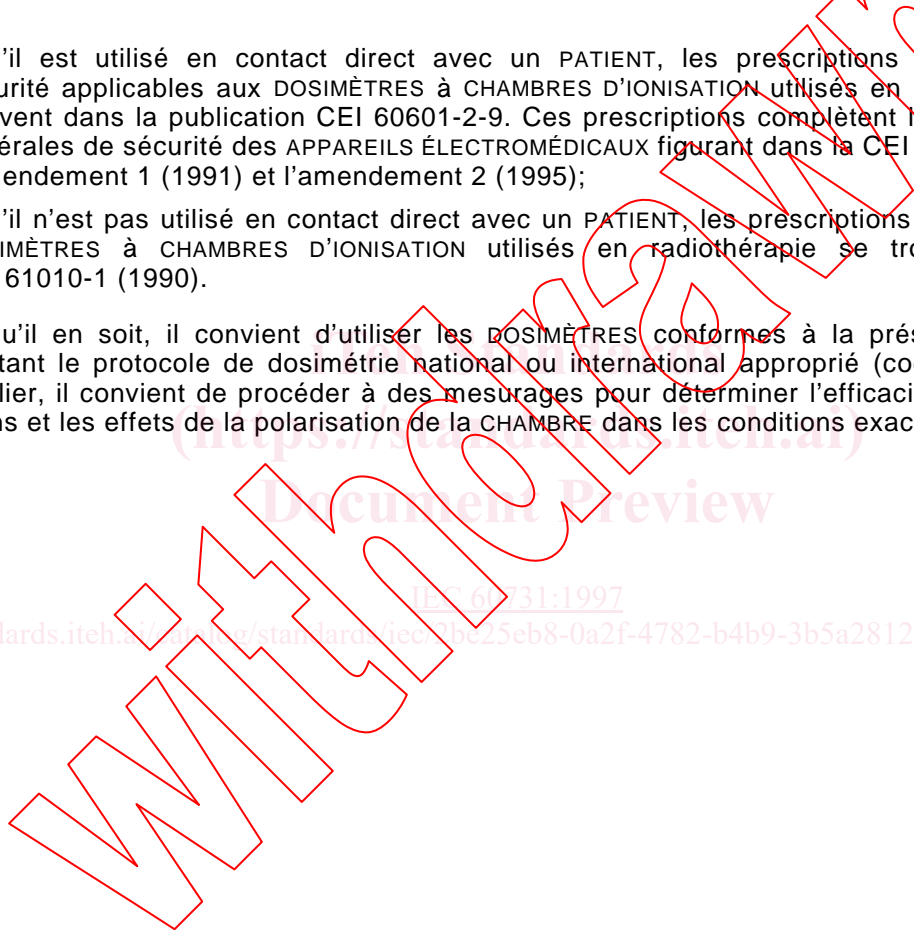 'il est utilisé en contact direct avec un PATIENT, les prescriptions
urité applicables aux DOSIMÈTRES à CHAMBRES D'IONISATION utilisés en
vent dans la publication CEI 60601-2-9. Ces prescriptions complètent
érales de sécurité des APPAREILS ÉLECTROMÉDICAUX figurant dans la CEI
endement 1 (1991) et l'amendement 2 (1995);
'il n'est pas utilisé en contact direct avec un PATIENT, les prescriptions
IMÈTRES à CHAMBRES D'IONISATION utilisés en radiothérapie se tro
61010-1 (1990).
u'il en soit, il convient d'utiliser les DOSIMÈTRES conformes à la prés
tant le protocole de dosimétrie national ou international approprié (co
lier, il convient de procéder à des mesurages pour déterminer l'efficaci
ns et les effets de la polarisation de la CHAMBRE dans les conditions exac
iTeh Standards
(https://standards.iteh.ai)
Document Preview
IEC 60731:1997
dards.iteh.ai/catalog/standards/iec/2be25eb8-0a2f-4782-b4b9-3b5a2812
withdrawn